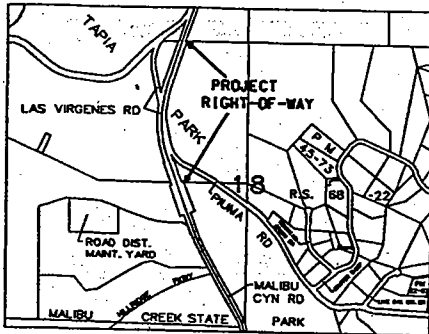 TAPIA
PARK
PROJECT
RIGHT-OF-WAY
LAS VIRGENES RD
P M
45-73
18
R.S. 68 -22
PIUMA
RD
ROAD DIST.
MAINT. YARD
MALIBU
CYN RD
MALIBU
CREEK STATE
PARK
PM